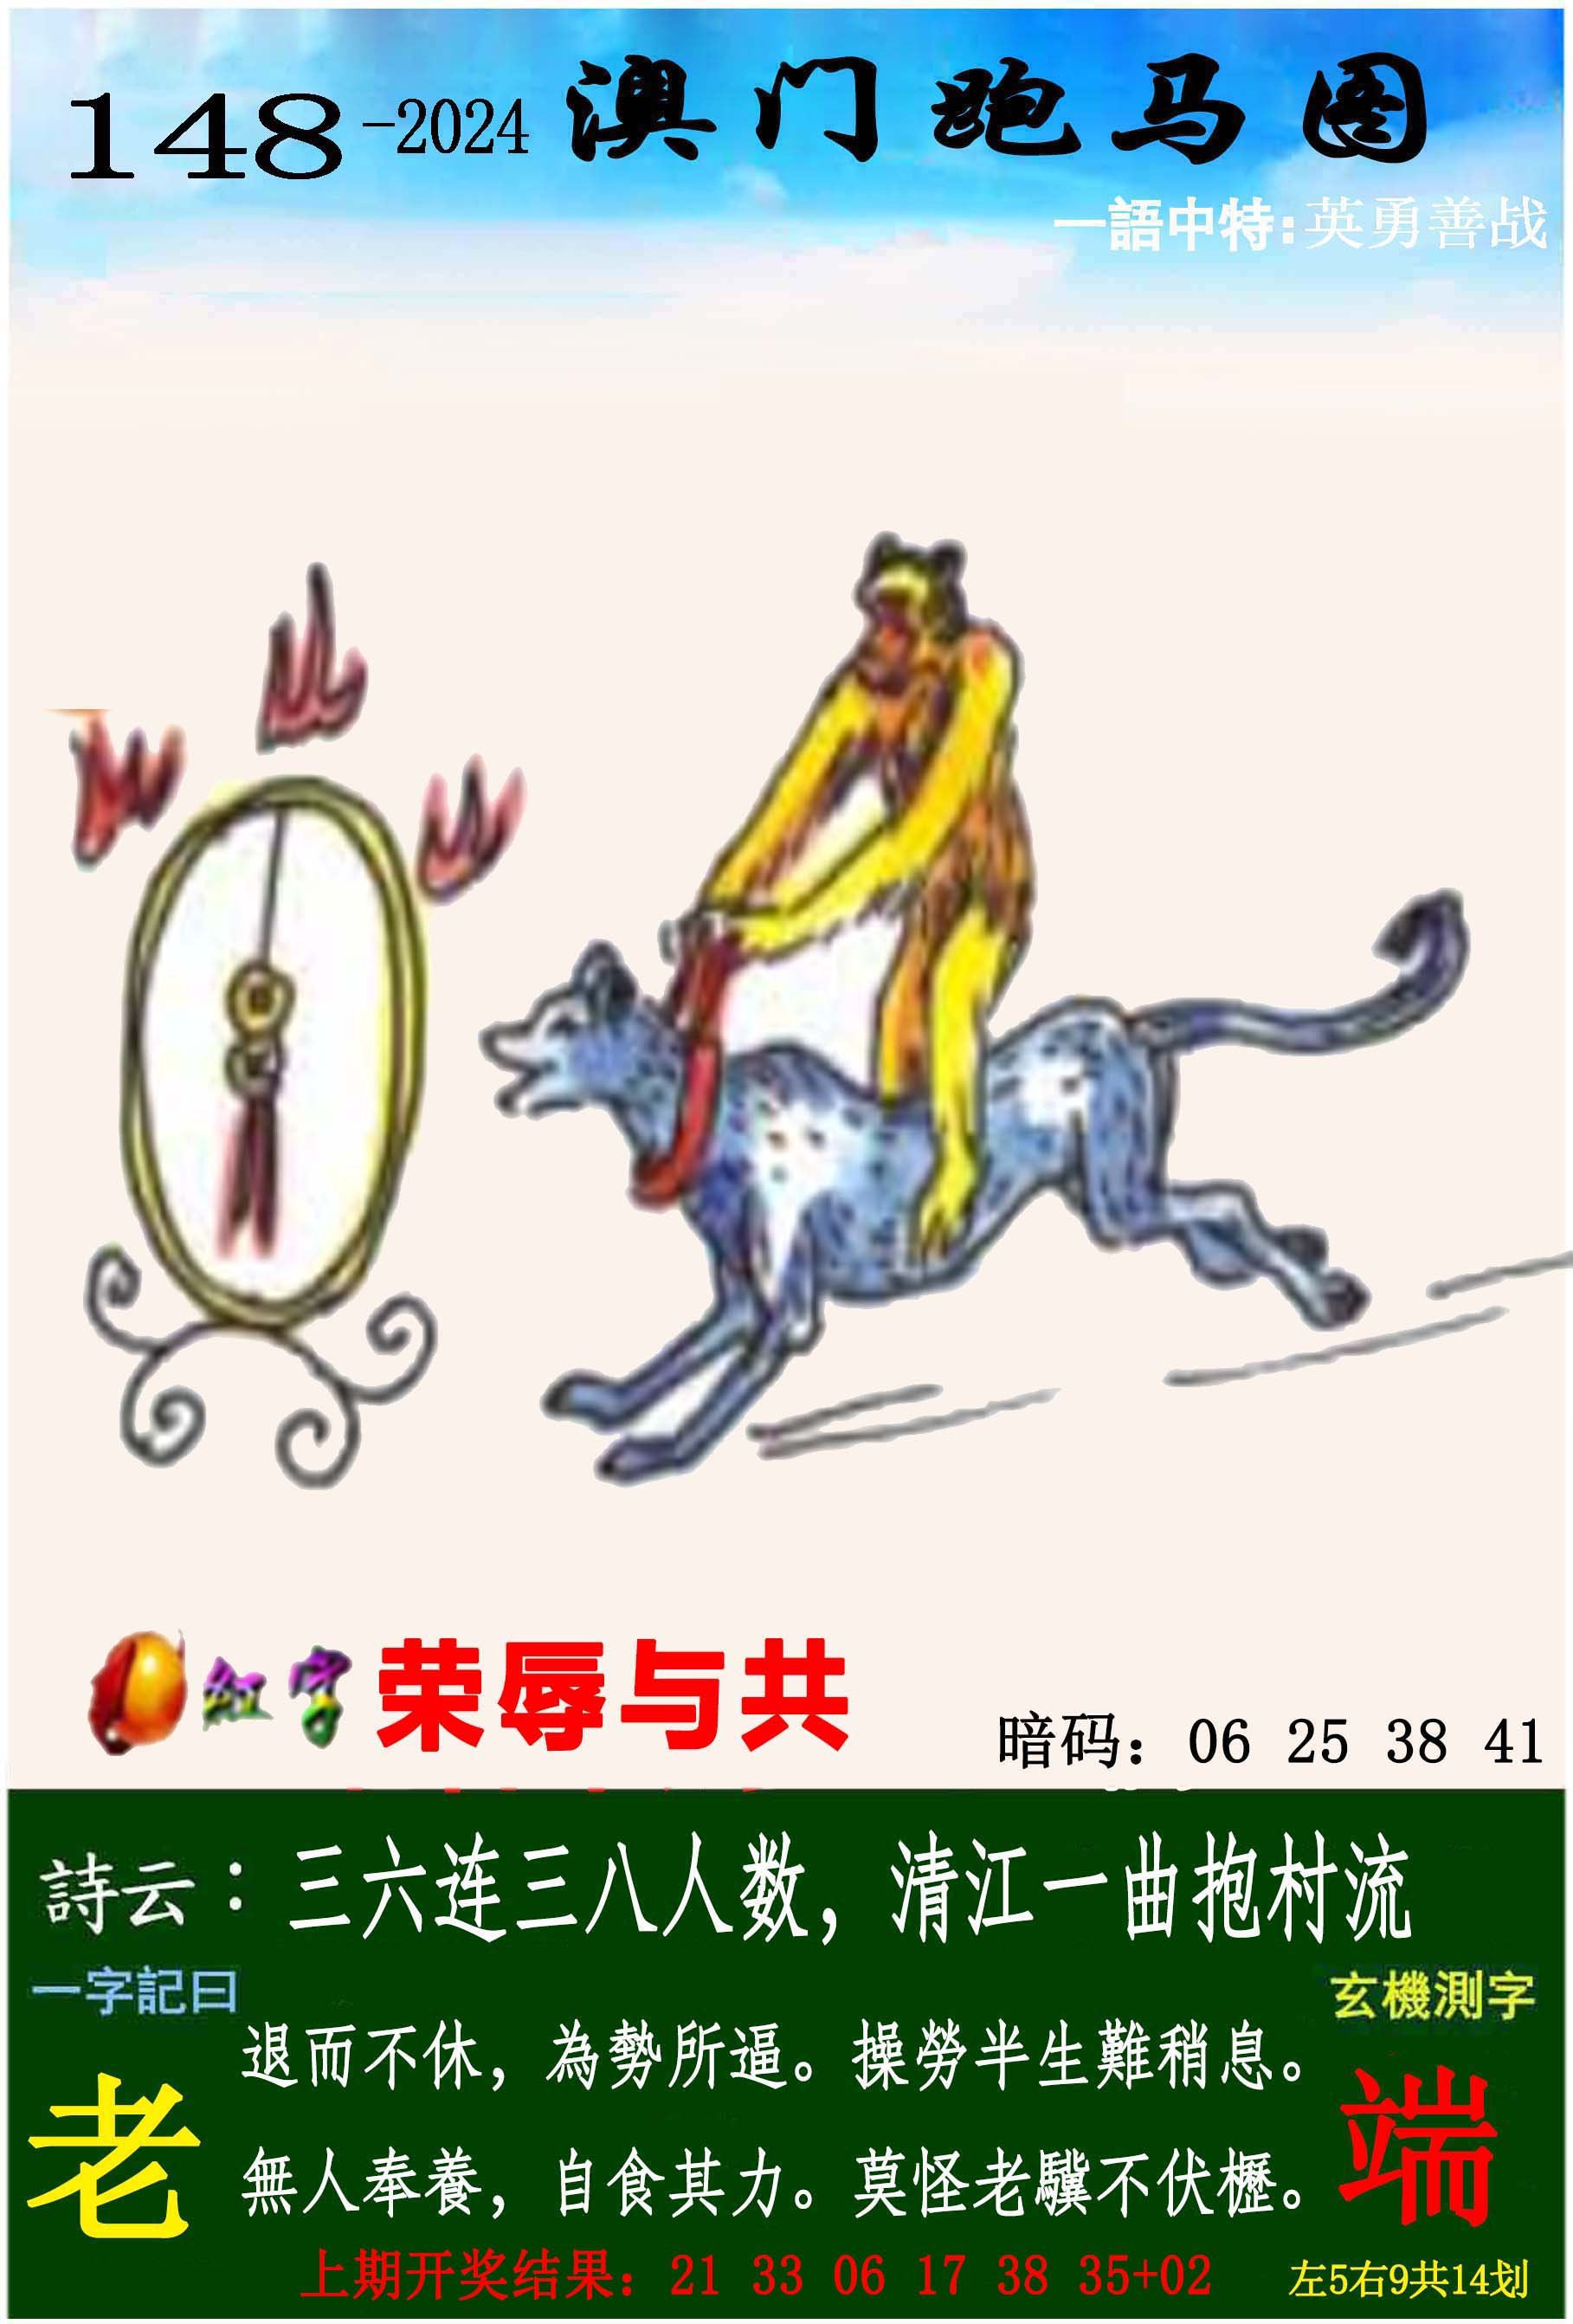 148-2024 澳门跑马图
一語中特:英勇善战
红字 荣辱与共
暗码：06 25 38 41
詩云：三六连三八人数，清江一曲抱村流
一字記曰
玄機測字
退而不休，為勢所逼。操勞半生難稍息。
老
端
無人奉養，自食其力。莫怪老驥不伏櫪。
上期开奖结果：21 33 06 17 38 35+02
左5右9共14划